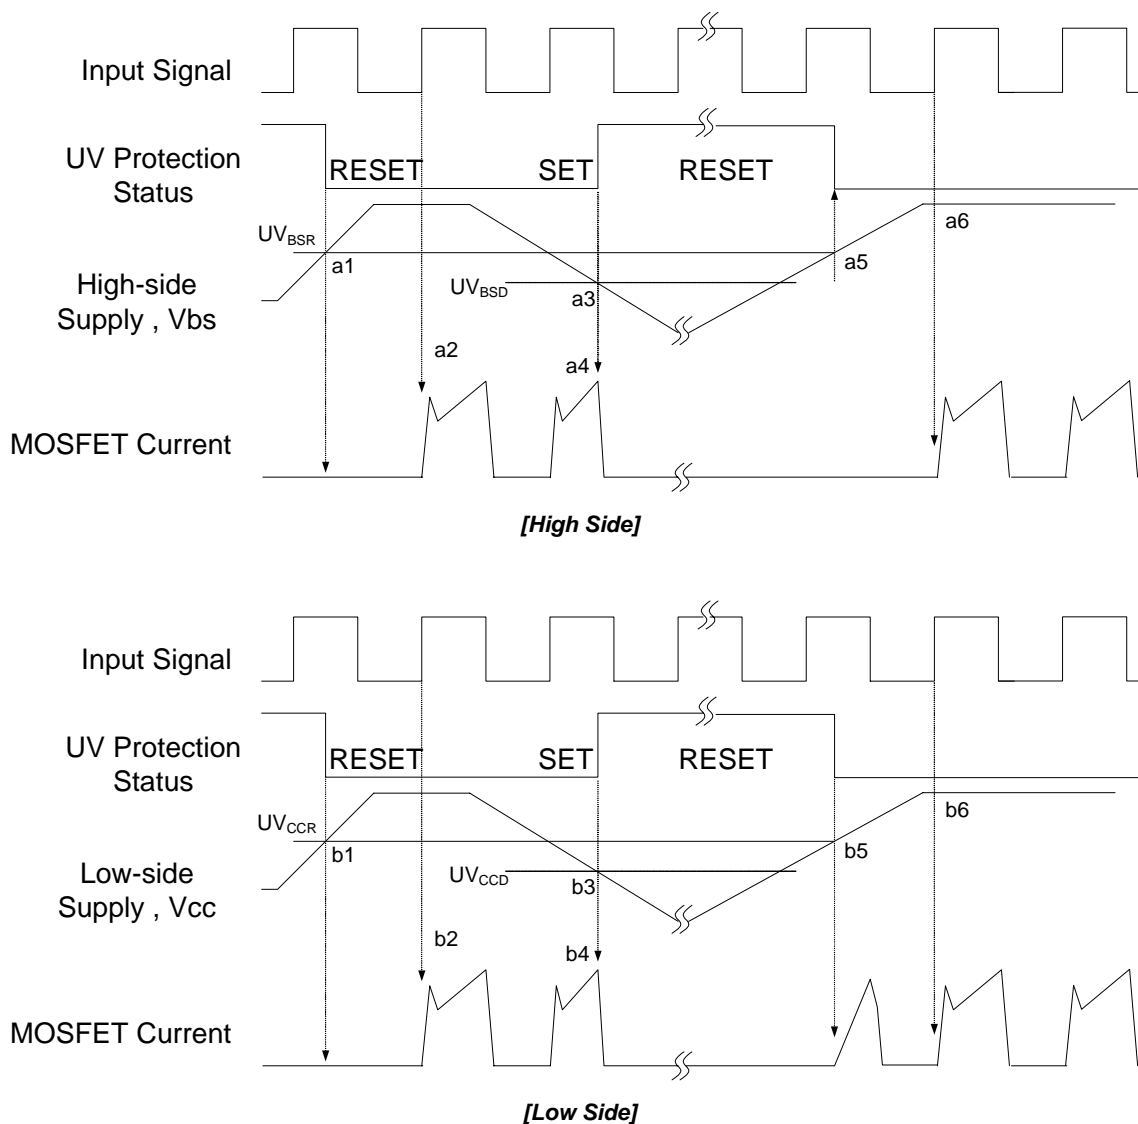 Input Signal
UV Protection
Status
RESET
SET
RESET
UVBSR
a1
UVBSD
a3
a5
a6
High-side
Supply , Vbs
a2
a4
MOSFET Current
[High Side]
Input Signal
UV Protection
Status
RESET
SET
RESET
UVCCR
b1
UVCCD
b3
b5
b6
Low-side
Supply , Vcc
b2
b4
MOSFET Current
[Low Side]